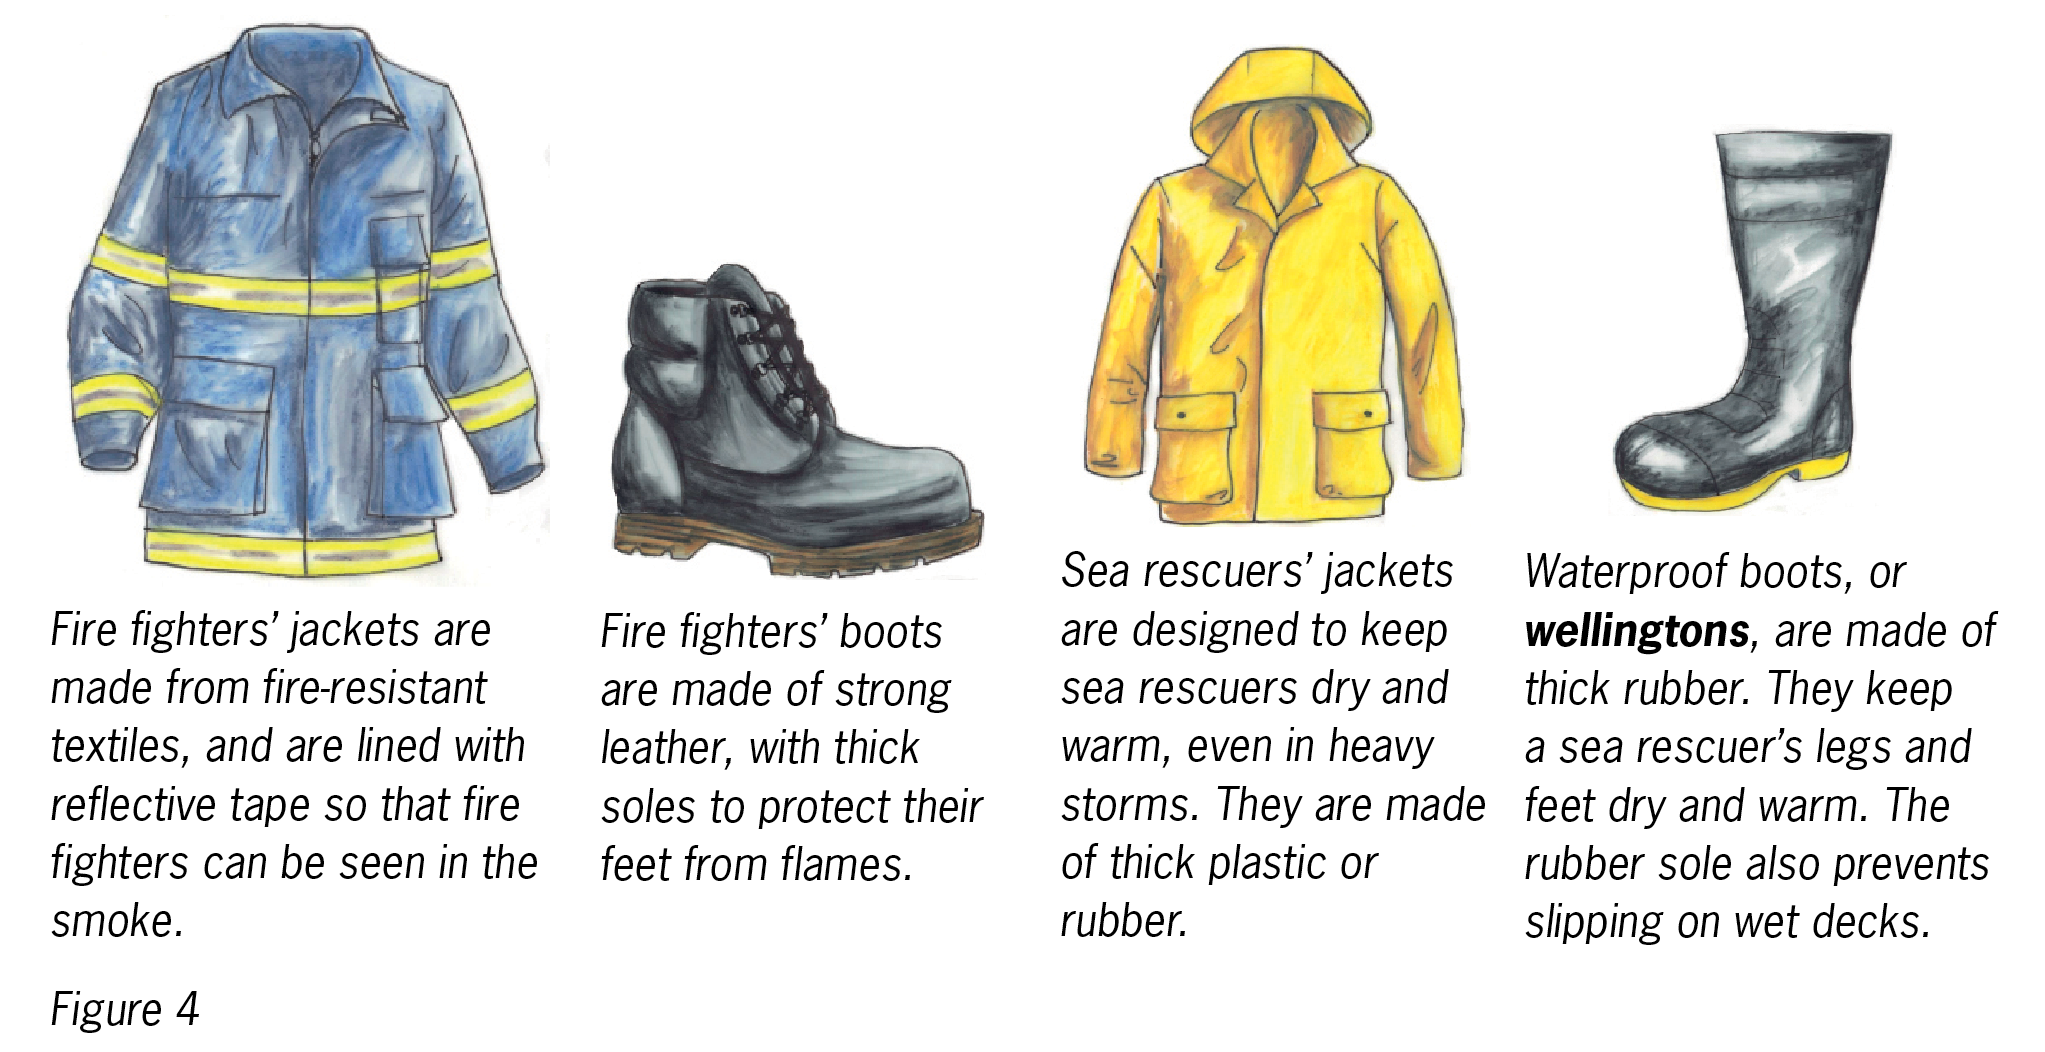 Fire fighters’ jackets are
made from fire-resistant
textiles, and are lined with
reflective tape so that fire
fighters can be seen in the
smoke.
Fire fighters’ boots
are made of strong
leather, with thick
soles to protect their
feet from flames.
Sea rescuers’ jackets
are designed to keep
sea rescuers dry and
warm, even in heavy
storms. They are made
of thick plastic or
rubber.
Waterproof boots, or
wellingtons, are made of
thick rubber. They keep
a sea rescuer’s legs and
feet dry and warm. The
rubber sole also prevents
slipping on wet decks.
Figure 4